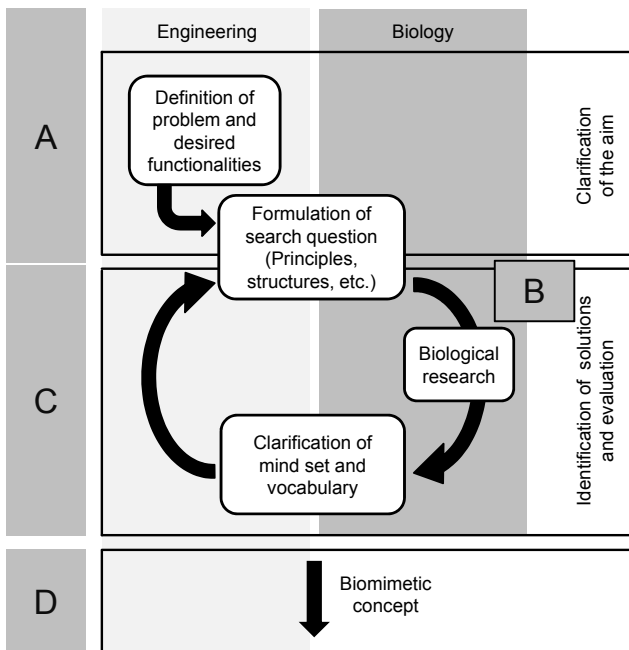 Engineering
Biology
A
Definition of
problem and
desired
functionalities
Clarification
of the aim
Formulation of
search question
(Principles,
structures, etc.)
B
C
Biological
research
Clarification of
mind set and
vocabulary
Identification of solutions
and evaluation
D
Biomimetic
concept